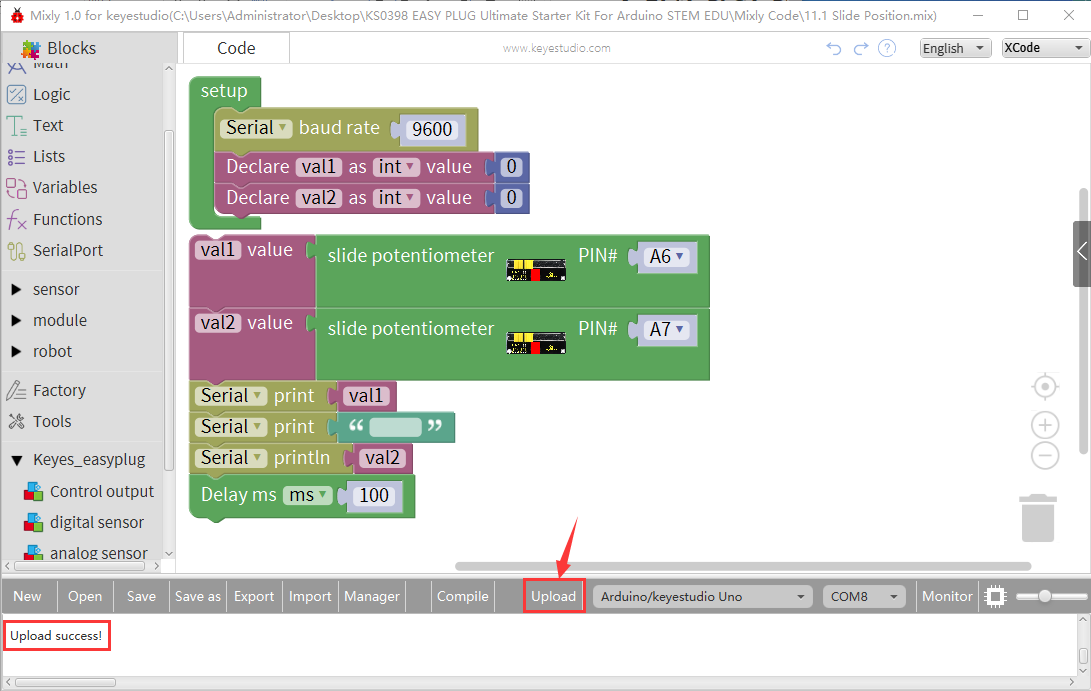 Mixly 1.0 for keyestudio(C:\Users\Administrator\Desktop\KS0398 EASY PLUG Ultimate Starter Kit For Arduino STEM EDU\Mixly Code\11.1 Slide Position.mix)
Blocks
Code
www.keyestudio.com
?
English
XCode
Math
Logic
Text
Lists
Variables
Functions
SerialPort
sensor
module
robot
Factory
Tools
Keyes_easyplug
Control output
digital sensor
analog sensor
setup
Serial baud rate 9600
Declare val1 as int value 0
Declare val2 as int value 0
val1 value slide potentiometer PIN# A6
val2 value slide potentiometer PIN# A7
Serial print val1
Serial print “ ”
Serial println val2
Delay ms ms 100
New Open Save Save as Export Import Manager Compile Upload Arduino/keyestudio Uno COM8 Monitor
Upload success!